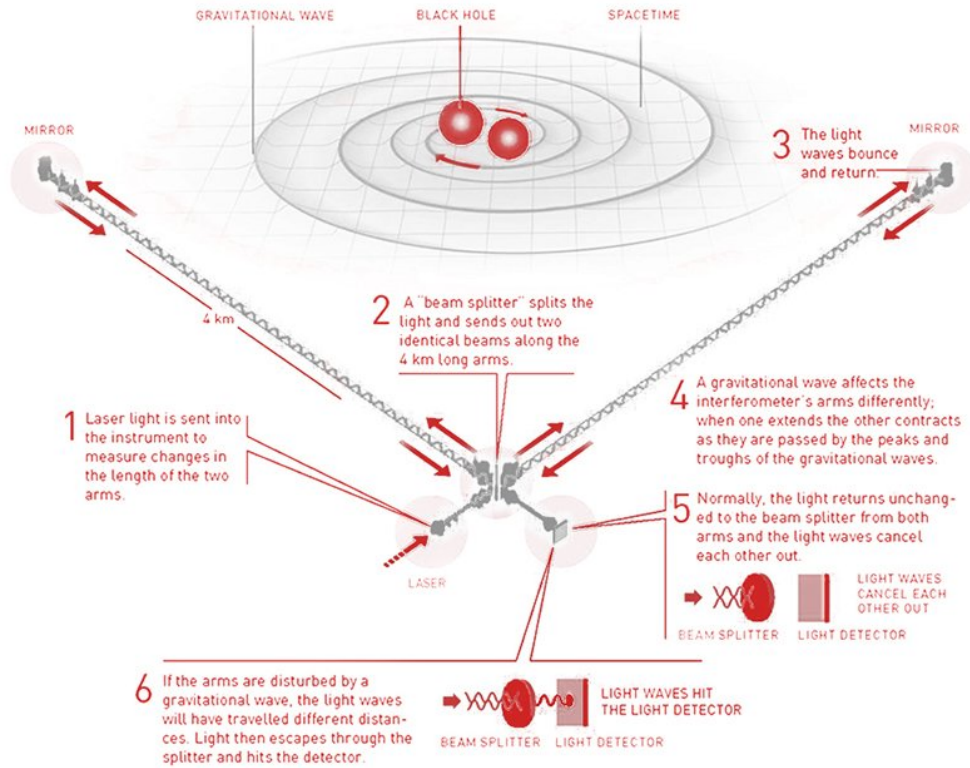 GRAVITATIONAL WAVE
BLACK HOLE
SPACETIME
MIRROR
3 The light
waves bounce
and return.
MIRROR
4 km
2 A "beam splitter" splits the
light and sends out two
identical beams along the
4 km long arms.
1 Laser light is sent into
the instrument to
measure changes in
the length of the two
arms.
4 A gravitational wave affects the
interferometer's arms differently;
when one extends the other contracts
as they are passed by the peaks and
troughs of the gravitational waves.
5 Normally, the light returns unchang-
ed to the beam splitter from both
arms and the light waves cancel
each other out.
LASER
LIGHT WAVES
CANCEL EACH
OTHER OUT
BEAM SPLITTER
LIGHT DETECTOR
6 If the arms are disturbed by a
gravitational wave, the light waves
will have travelled different distan-
ces. Light then escapes through the
splitter and hits the detector.
LIGHT WAVES HIT
THE LIGHT DETECTOR
BEAM SPLITTER
LIGHT DETECTOR